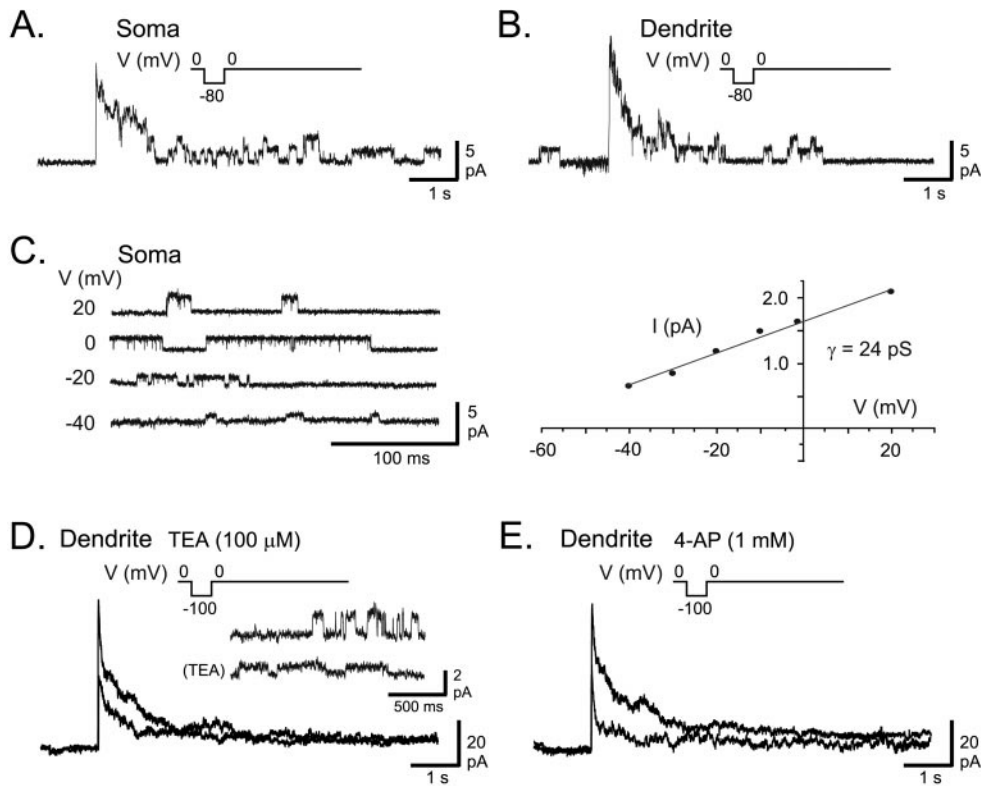 A. Soma
V (mV) 0 0
-80
5
pA
1 s
B. Dendrite
V (mV) 0 0
-80
5
pA
1 s
C. Soma
V (mV)
20
0
-20
-40
5
pA
100 ms
2.0
I (pA)
1.0
γ = 24 pS
V (mV)
-60 -40 -20 20
D. Dendrite TEA (100 μM)
V (mV) 0 0
-100
(TEA)
2
pA
500 ms
20
pA
1 s
E. Dendrite 4-AP (1 mM)
V (mV) 0 0
-100
20
pA
1 s